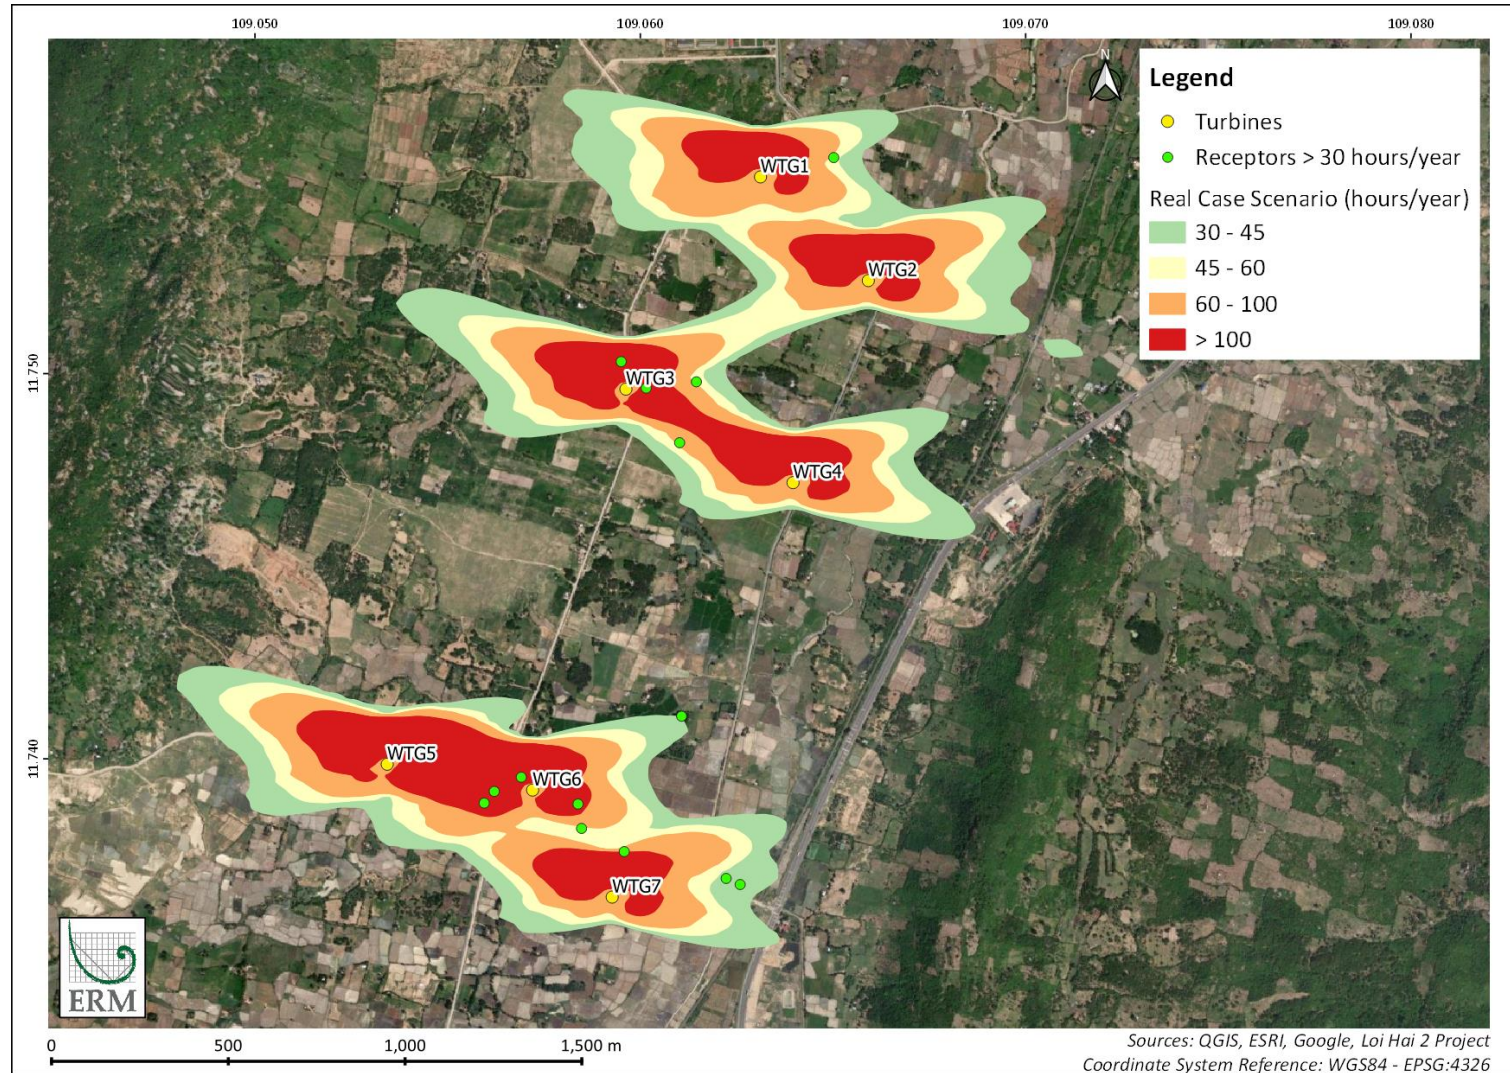 109.050
109.060
109.070
109.080
N
Legend
Turbines
Receptors > 30 hours/year
Real Case Scenario (hours/year)
30 - 45
45 - 60
60 - 100
> 100
WTG1
WTG2
11.750
WTG3
WTG4
11.740
WTG5
WTG6
WTG7
ERM
0
500
1,000
1,500 m
Sources: QGIS, ESRI, Google, Loi Hai 2 Project
Coordinate System Reference: WGS84 - EPSG:4326